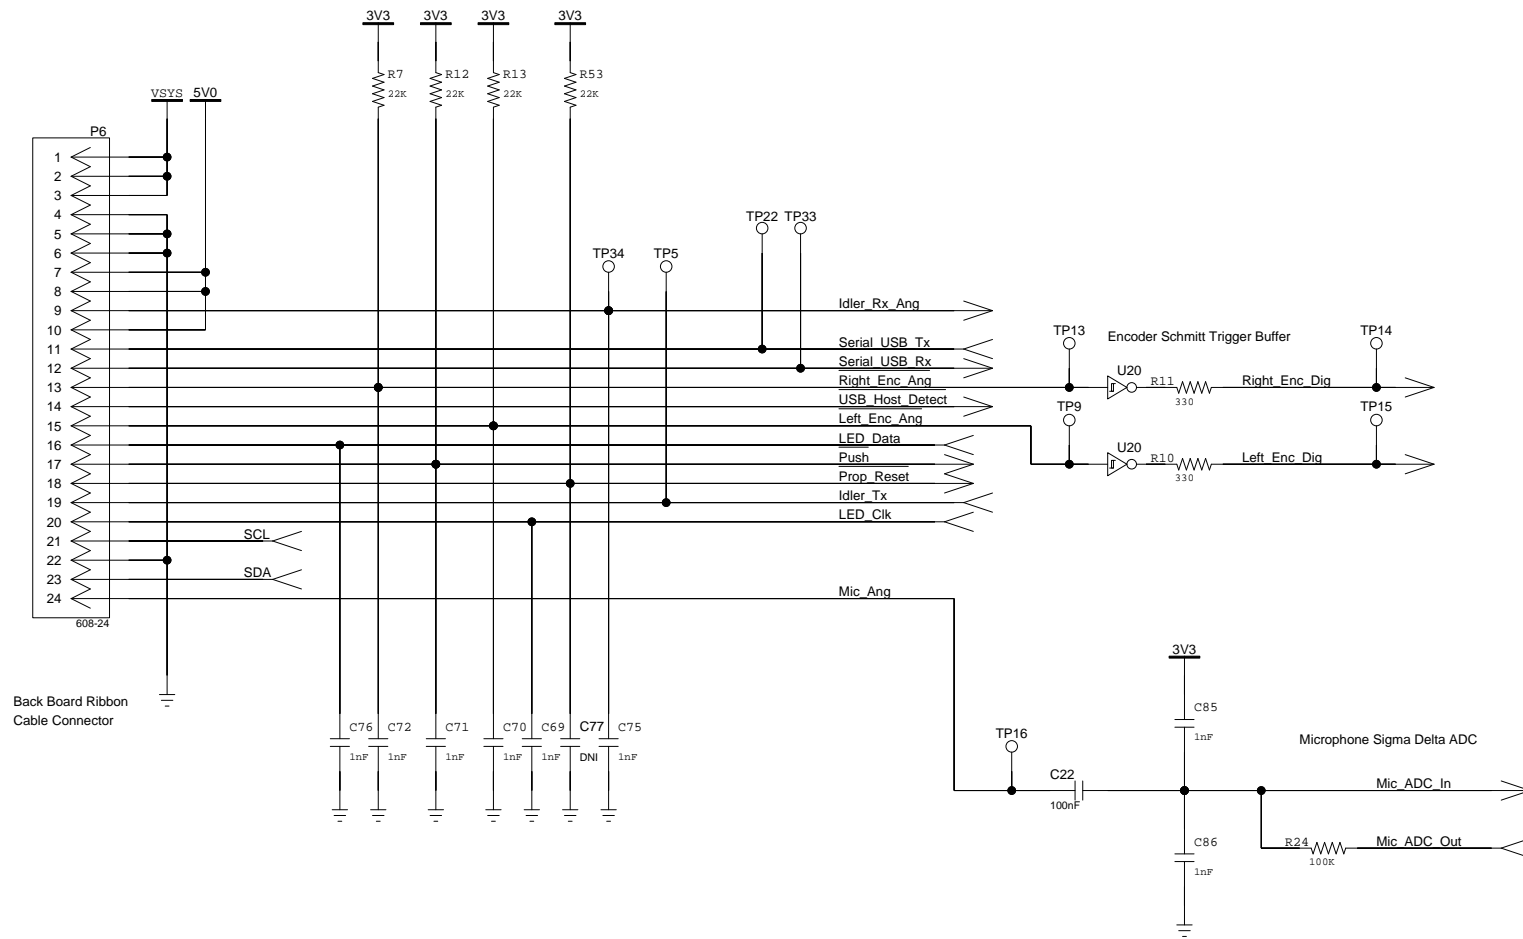 3V3 3V3 3V3 3V3
R7 R12 R13 R53
22K 22K 22K 22K
VSYS 5V0
P6
1
2
3
4
5
6
7
8
9
10
11
12
13
14
15
16
17
18
19
20
21
22
23
24
608-24
Back Board Ribbon
Cable Connector
TP22 TP33
TP34 TP5
Idler_Rx_Ang
Serial_USB_Tx
Serial_USB_Rx
Right_Enc_Ang
USB_Host_Detect
Left_Enc_Ang
LED_Data
Push
Prop_Reset
Idler_Tx
LED_Clk
SCL
SDA
Mic_Ang
TP13 Encoder Schmitt Trigger Buffer TP14
U20 R11 Right_Enc_Dig
330
TP9 TP15
U20 R10 Left_Enc_Dig
330
C76 C72 C71 C70 C69 C77 C75
1nF 1nF 1nF 1nF 1nF DNI 1nF
3V3
C85
1nF
Microphone Sigma Delta ADC
TP16
C22
100nF
Mic_ADC_In
C86
1nF
R24 Mic_ADC_Out
100K